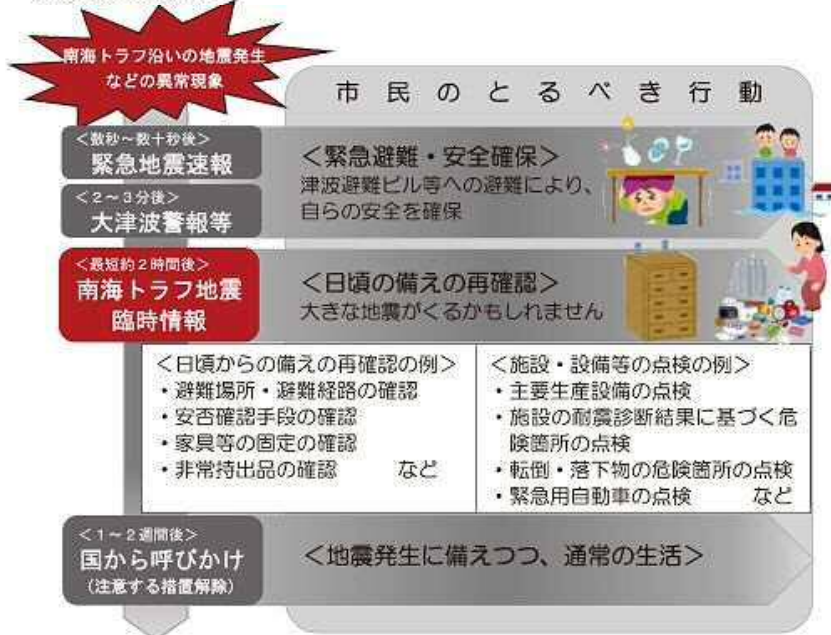 南海トラフ沿いの地震発生
などの異常現象
市民のとるべき行動
<数秒~数十秒後>
緊急地震速報
<緊急避難・安全確保>
津波避難ビル等への避難により、
自らの安全を確保
<2~3分後>
大津波警報等
<最短約2時間後>
南海トラフ地震
臨時情報
<日頃の備えの再確認>
大きな地震がくるかもしれません
<日頃からの備えの再確認の例>
・避難場所・避難経路の確認
・安否確認手段の確認
・家具等の固定の確認
・非常持出品の確認 など
<施設・設備等の点検の例>
・主要生産設備の点検
・施設の耐震診断結果に基づく危
険箇所の点検
・転倒・落下物の危険箇所の点検
・緊急用自動車の点検 など
<1~2週間後>
国から呼びかけ
(注意する措置解除)
<地震発生に備えつつ、通常の生活>